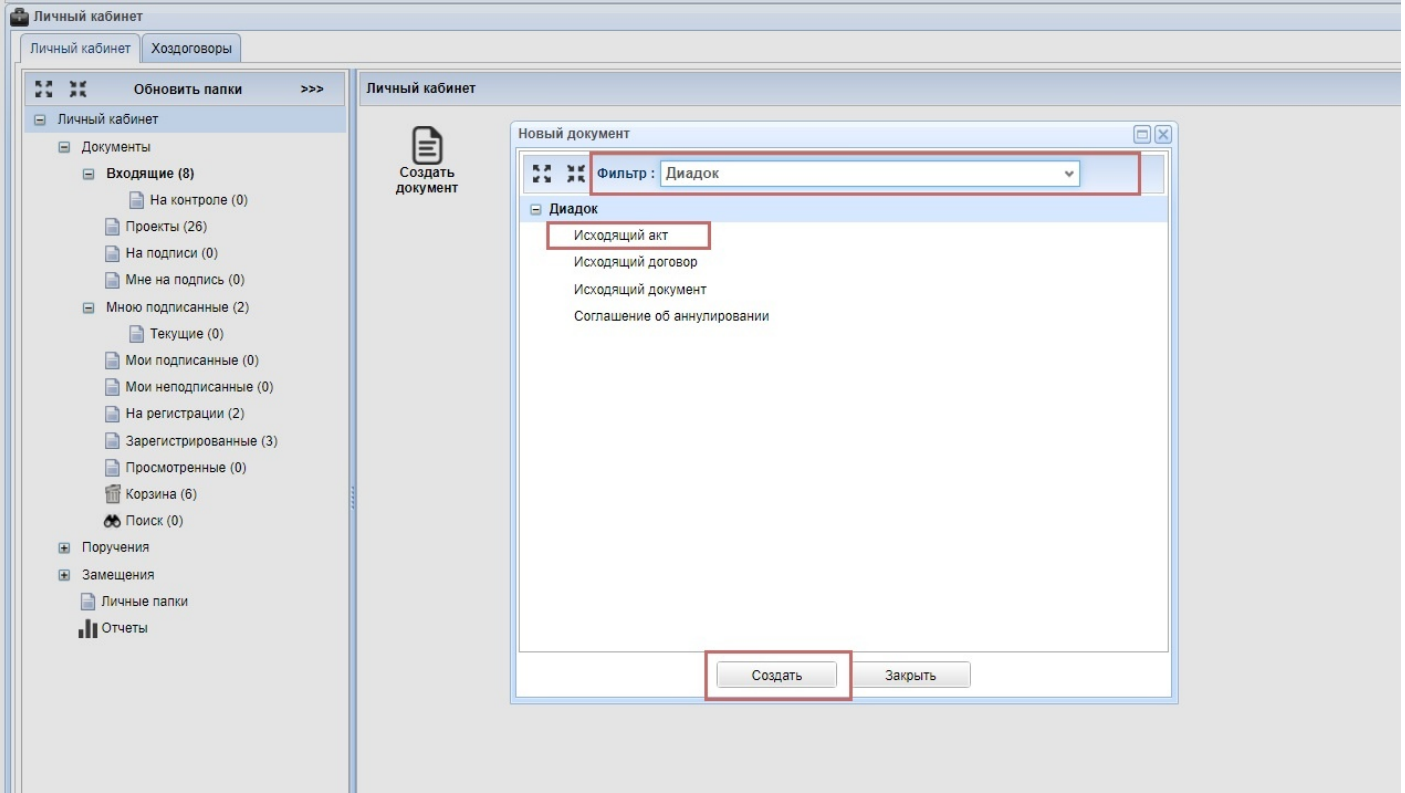 Личный кабинет
Личный кабинет
Хоздоговоры
Обновить папки >>>
Личный кабинет
Документы
Входящие (8)
На контроле (0)
Проекты (26)
На подписи (0)
Мне на подпись (0)
Мною подписанные (2)
Текущие (0)
Мои подписанные (0)
Мои неподписанные (0)
На регистрации (2)
Зарегистрированные (3)
Просмотренные (0)
Корзина (6)
Поиск (0)
Поручения
Замещения
Личные папки
Отчеты
Личный кабинет
Создать
документ
Новый документ
Фильтр : Диадок
Диадок
Исходящий акт
Исходящий договор
Исходящий документ
Соглашение об аннулировании
Создать
Закрыть